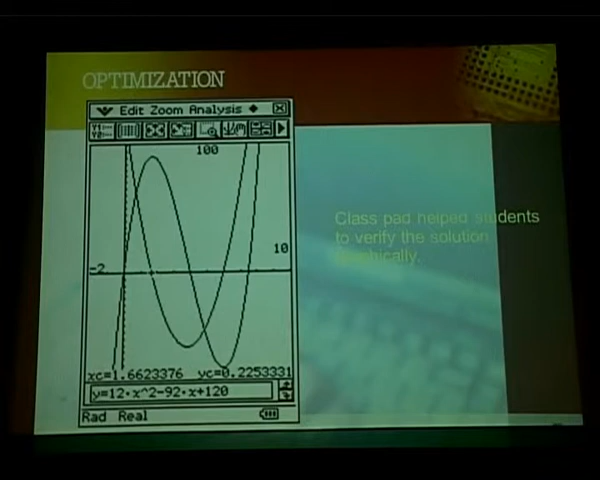 OPTIMIZATION
Edit Zoom Analysis
100
10
-2
xc=1.6623376 yc=0.2253331
y=12·x^2-92·x+120
Rad Real
Class pad helped students
to verify the solution
graphically.